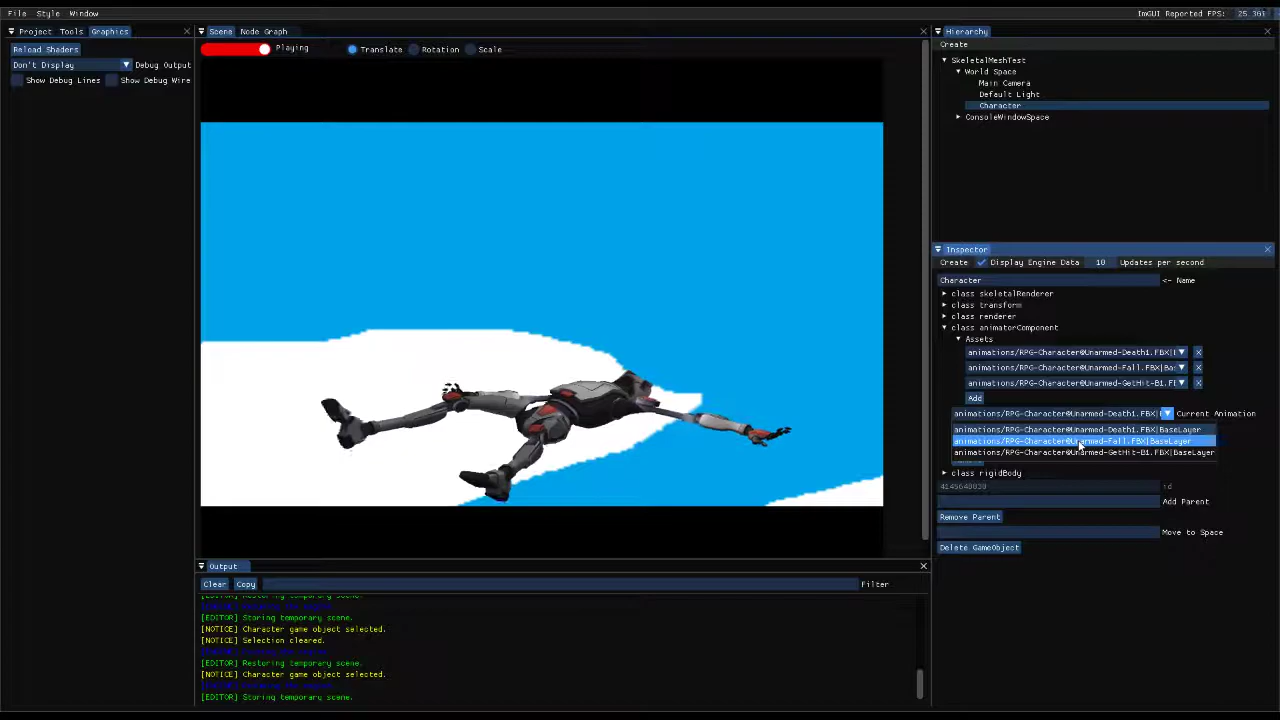 File Style Window
ImGUI Reported FPS: 25.361
Project Tools Graphics
Reload Shaders
Don't Display Debug Output
Show Debug Lines Show Debug Wire
Scene Node Graph
Playing Translate Rotation Scale
Hierarchy
Create
SkeletalMeshTest
World Space
Main Camera
Default Light
Character
ConsoleWindowSpace
Inspector
Create Display Engine Data 10 Updates per second
Character <- Name
class skeletalRenderer
class transform
class renderer
class animatorComponent
Assets
animations/RPG-Character@Unarmed-Death1.FBX| X
animations/RPG-Character@Unarmed-Fall.FBX|Ba X
animations/RPG-Character@Unarmed-GetHit-B1.F X
Add
animations/RPG-Character@Unarmed-Death1.FBX| Current Animation
animations/RPG-Character@Unarmed-Death1.FBX|BaseLayer
animations/RPG-Character@Unarmed-Fall.FBX|BaseLayer
animations/RPG-Character@Unarmed-GetHit-B1.FBX|BaseLayer
class rigidBody
id
Add Parent
Remove Parent
Move to Space
Delete GameObject
Output
Clear Copy Filter
[EDITOR] Restoring temporary scene.
[EDITOR] Storing temporary scene.
[NOTICE] Character game object selected.
[NOTICE] Selection cleared.
[EDITOR] Restoring temporary scene.
[NOTICE] Character game object selected.
[EDITOR] Storing temporary scene.